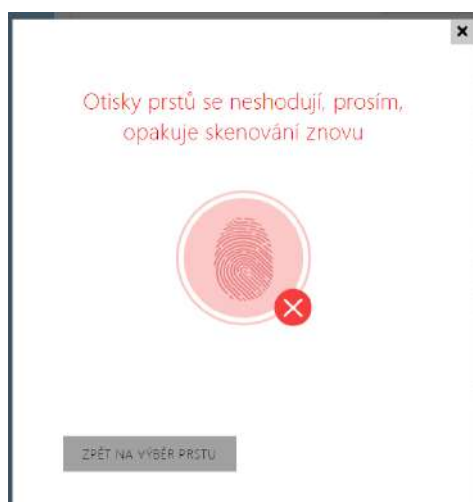 Otisky prstů se neshodují, prosím,
opakuje skenování znovu
ZPĚT NA VÝBĚR PRSTU